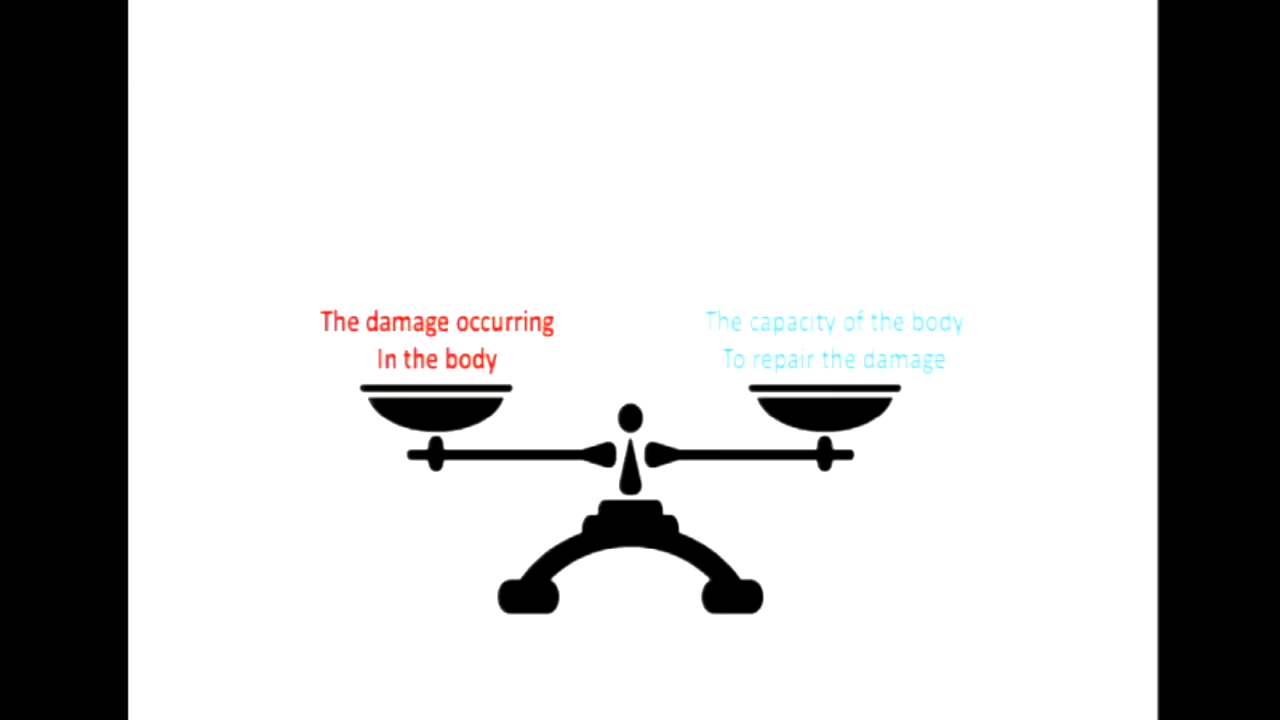 The damage occurring
In the body
The capacity of the body
To repair the damage